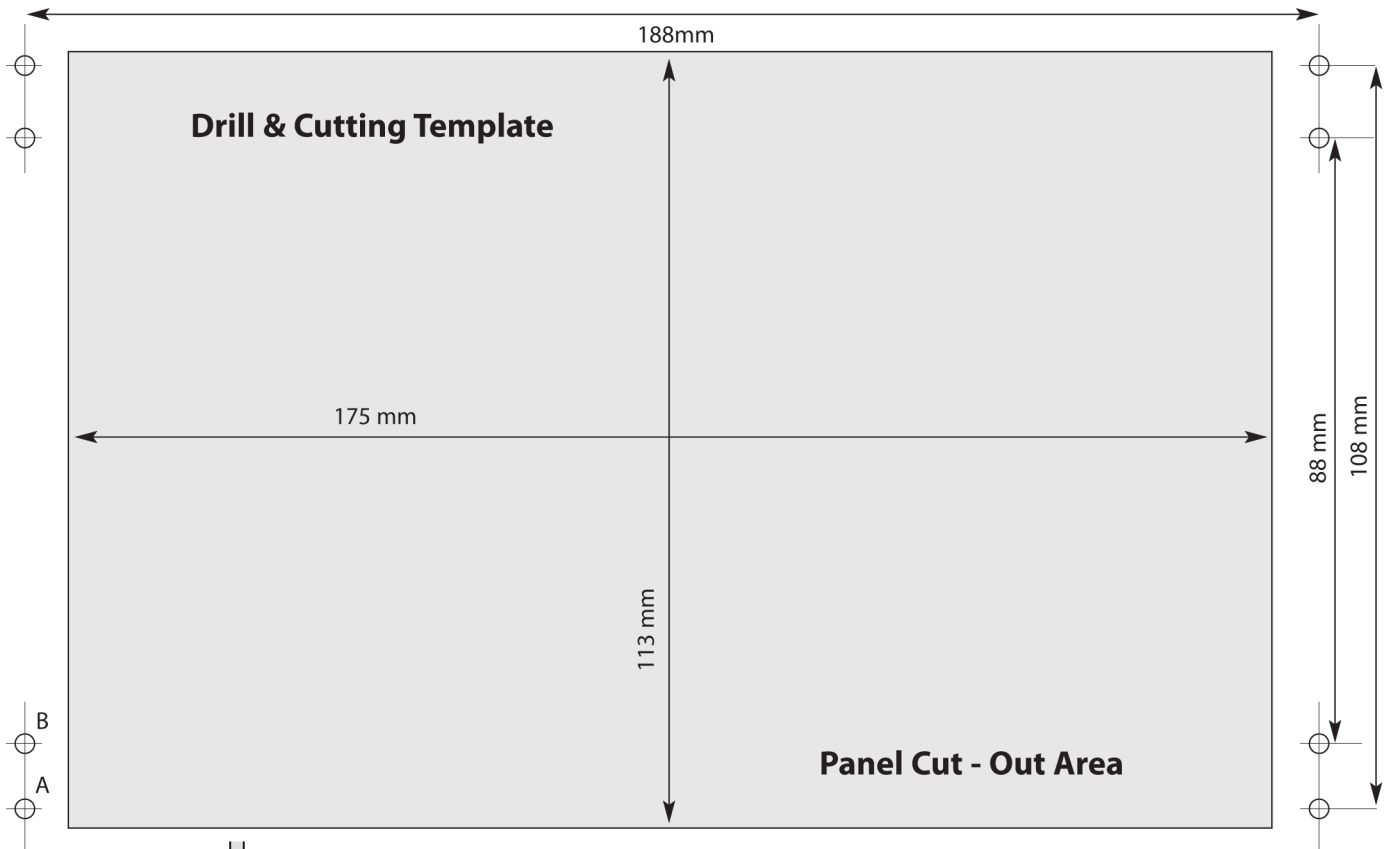 188mm
Drill & Cutting Template
175 mm
88 mm
108 mm
113 mm
B
Panel Cut - Out Area
A